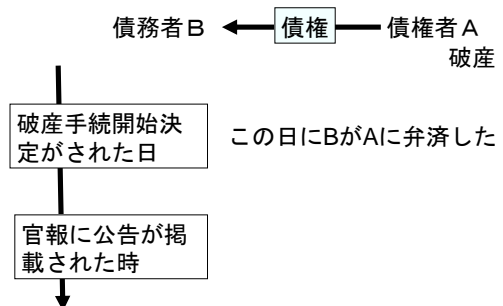 債務者B 債権 債権者A
破産
破産手続開始決
定がされた日
この日にBがAに弁済した
官報に公告が掲
載された時